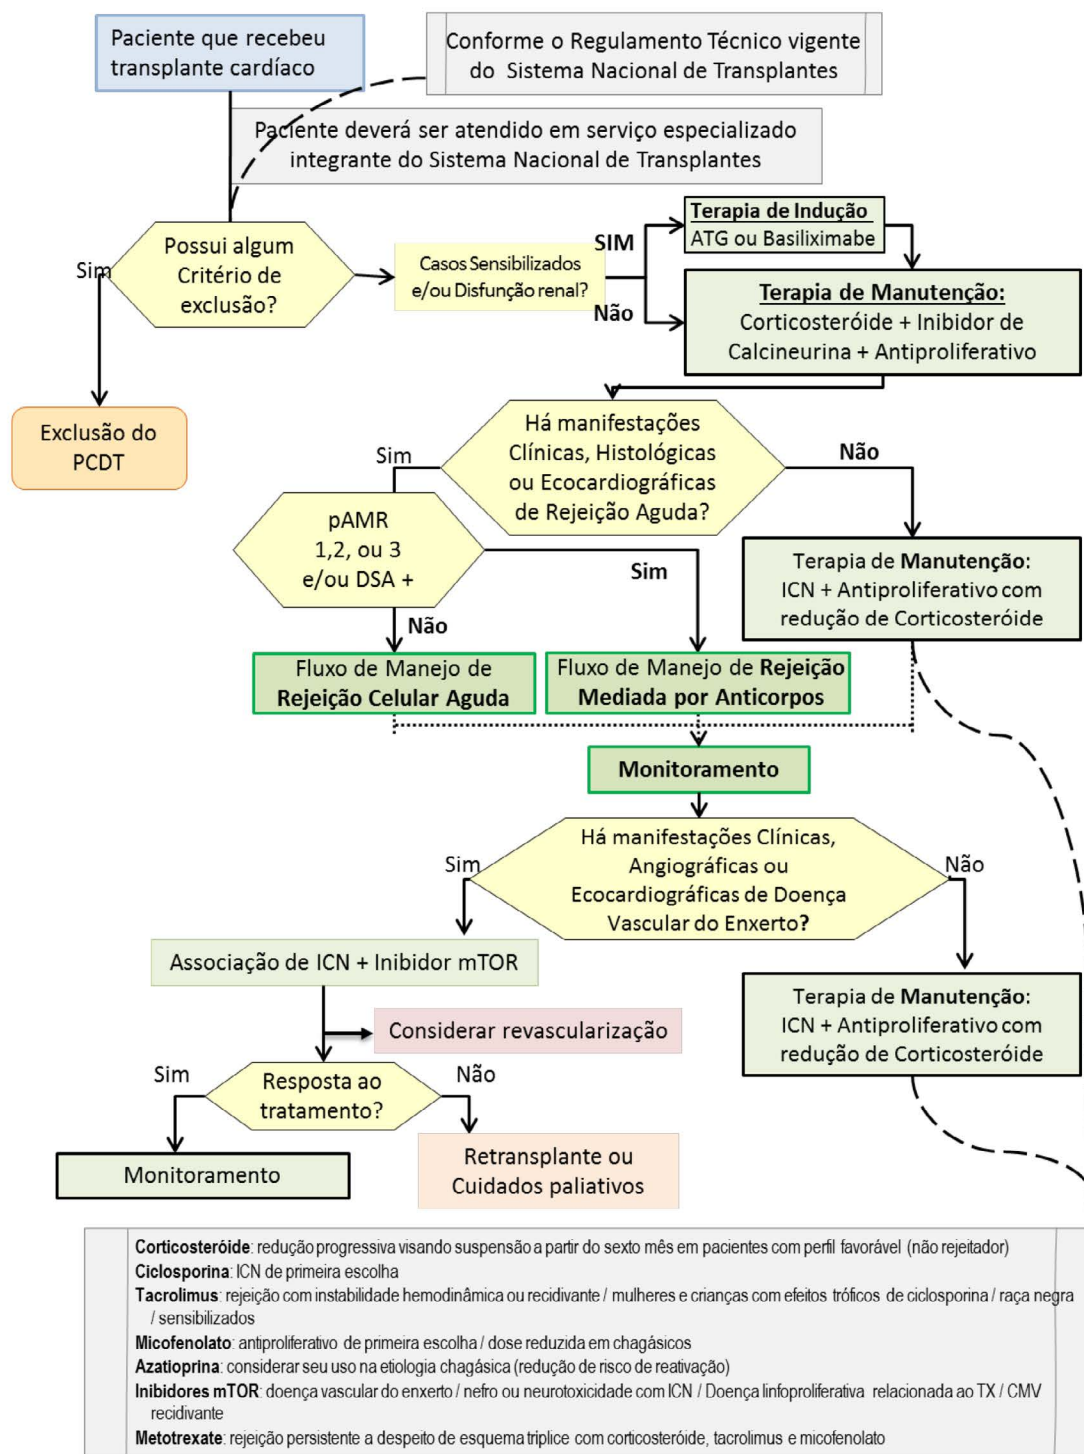 Paciente que recebeu
transplante cardíaco
Conforme o Regulamento Técnico vigente
do Sistema Nacional de Transplantes
Paciente deverá ser atendido em serviço especializado
integrante do Sistema Nacional de Transplantes
Possui algum
Critério de
exclusão?
Sim
Casos Sensibilizados
e/ou Disfunção renal?
SIM
Não
Terapia de Indução
ATG ou Basiliximabe
Terapia de Manutenção:
Corticosteróide + Inibidor de
Calcineurina + Antiproliferativo
Exclusão do
PCDT
Há manifestações
Clínicas, Histológicas
ou Ecocardiográficas
de Rejeição Aguda?
Sim
Não
pAMR
1,2, ou 3
e/ou DSA +
Sim
Não
Terapia de Manutenção:
ICN + Antiproliferativo com
redução de Corticosteróide
Fluxo de Manejo de
Rejeição Celular Aguda
Fluxo de Manejo de Rejeição
Mediada por Anticorpos
Monitoramento
Há manifestações Clínicas,
Angiográficas ou
Ecocardiográficas de Doença
Vascular do Enxerto?
Sim
Não
Associação de ICN + Inibidor mTOR
Considerar revascularização
Terapia de Manutenção:
ICN + Antiproliferativo com
redução de Corticosteróide
Resposta ao
tratamento?
Sim
Não
Monitoramento
Retransplante ou
Cuidados paliativos
Corticosteróide: redução progressiva visando suspensão a partir do sexto mês em pacientes com perfil favorável (não rejeitador)
Ciclosporina: ICN de primeira escolha
Tacrolimus: rejeição com instabilidade hemodinâmica ou recidivante / mulheres e crianças com efeitos tróficos de ciclosporina / raça negra
/ sensibilizados
Micofenolato: antiproliferativo de primeira escolha / dose reduzida em chagásicos
Azatioprina: considerar seu uso na etiologia chagásica (redução de risco de reativação)
Inibidores mTOR: doença vascular do enxerto / nefro ou neurotoxicidade com ICN / Doença linfoproliferativa relacionada ao TX / CMV
recidivante
Metotrexate: rejeição persistente a despeito de esquema triplice com corticosteróide, tacrolimus e micofenolato